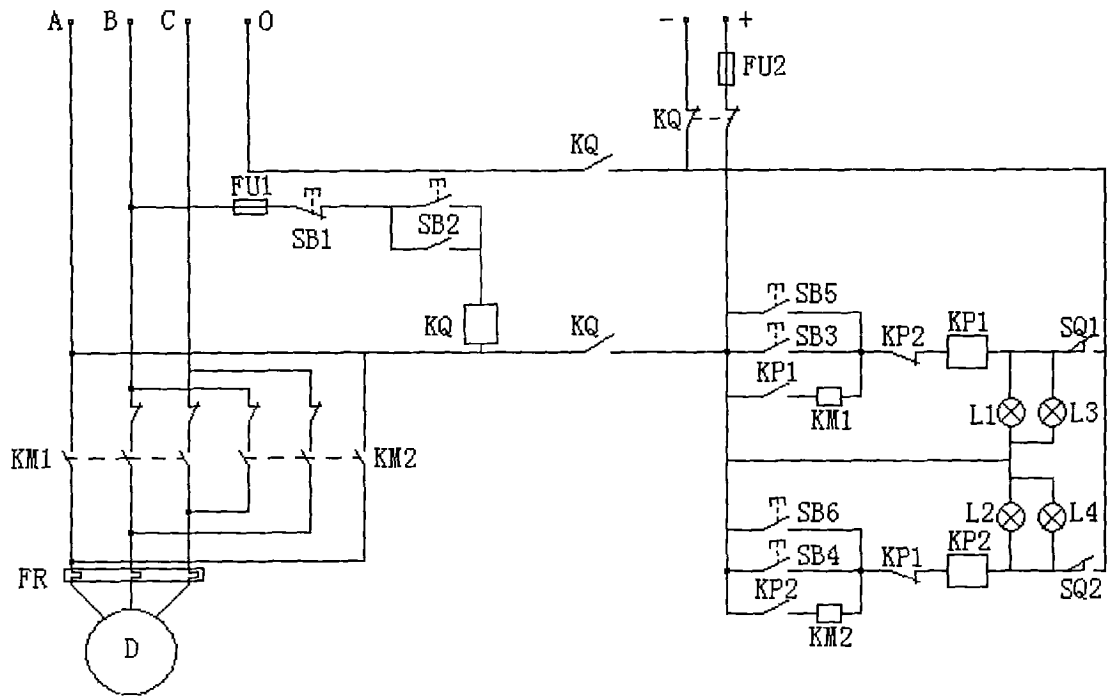 A B C O - +
FU2
KQ
KQ
FU1
SB1
SB2
KQ
KQ
SB5
SB3
KP2
KP1
SQ1
KP1
KM1
L1
L3
KM1
KM2
SB6
L2
L4
SB4
KP1
KP2
SQ2
KP2
KM2
FR
D